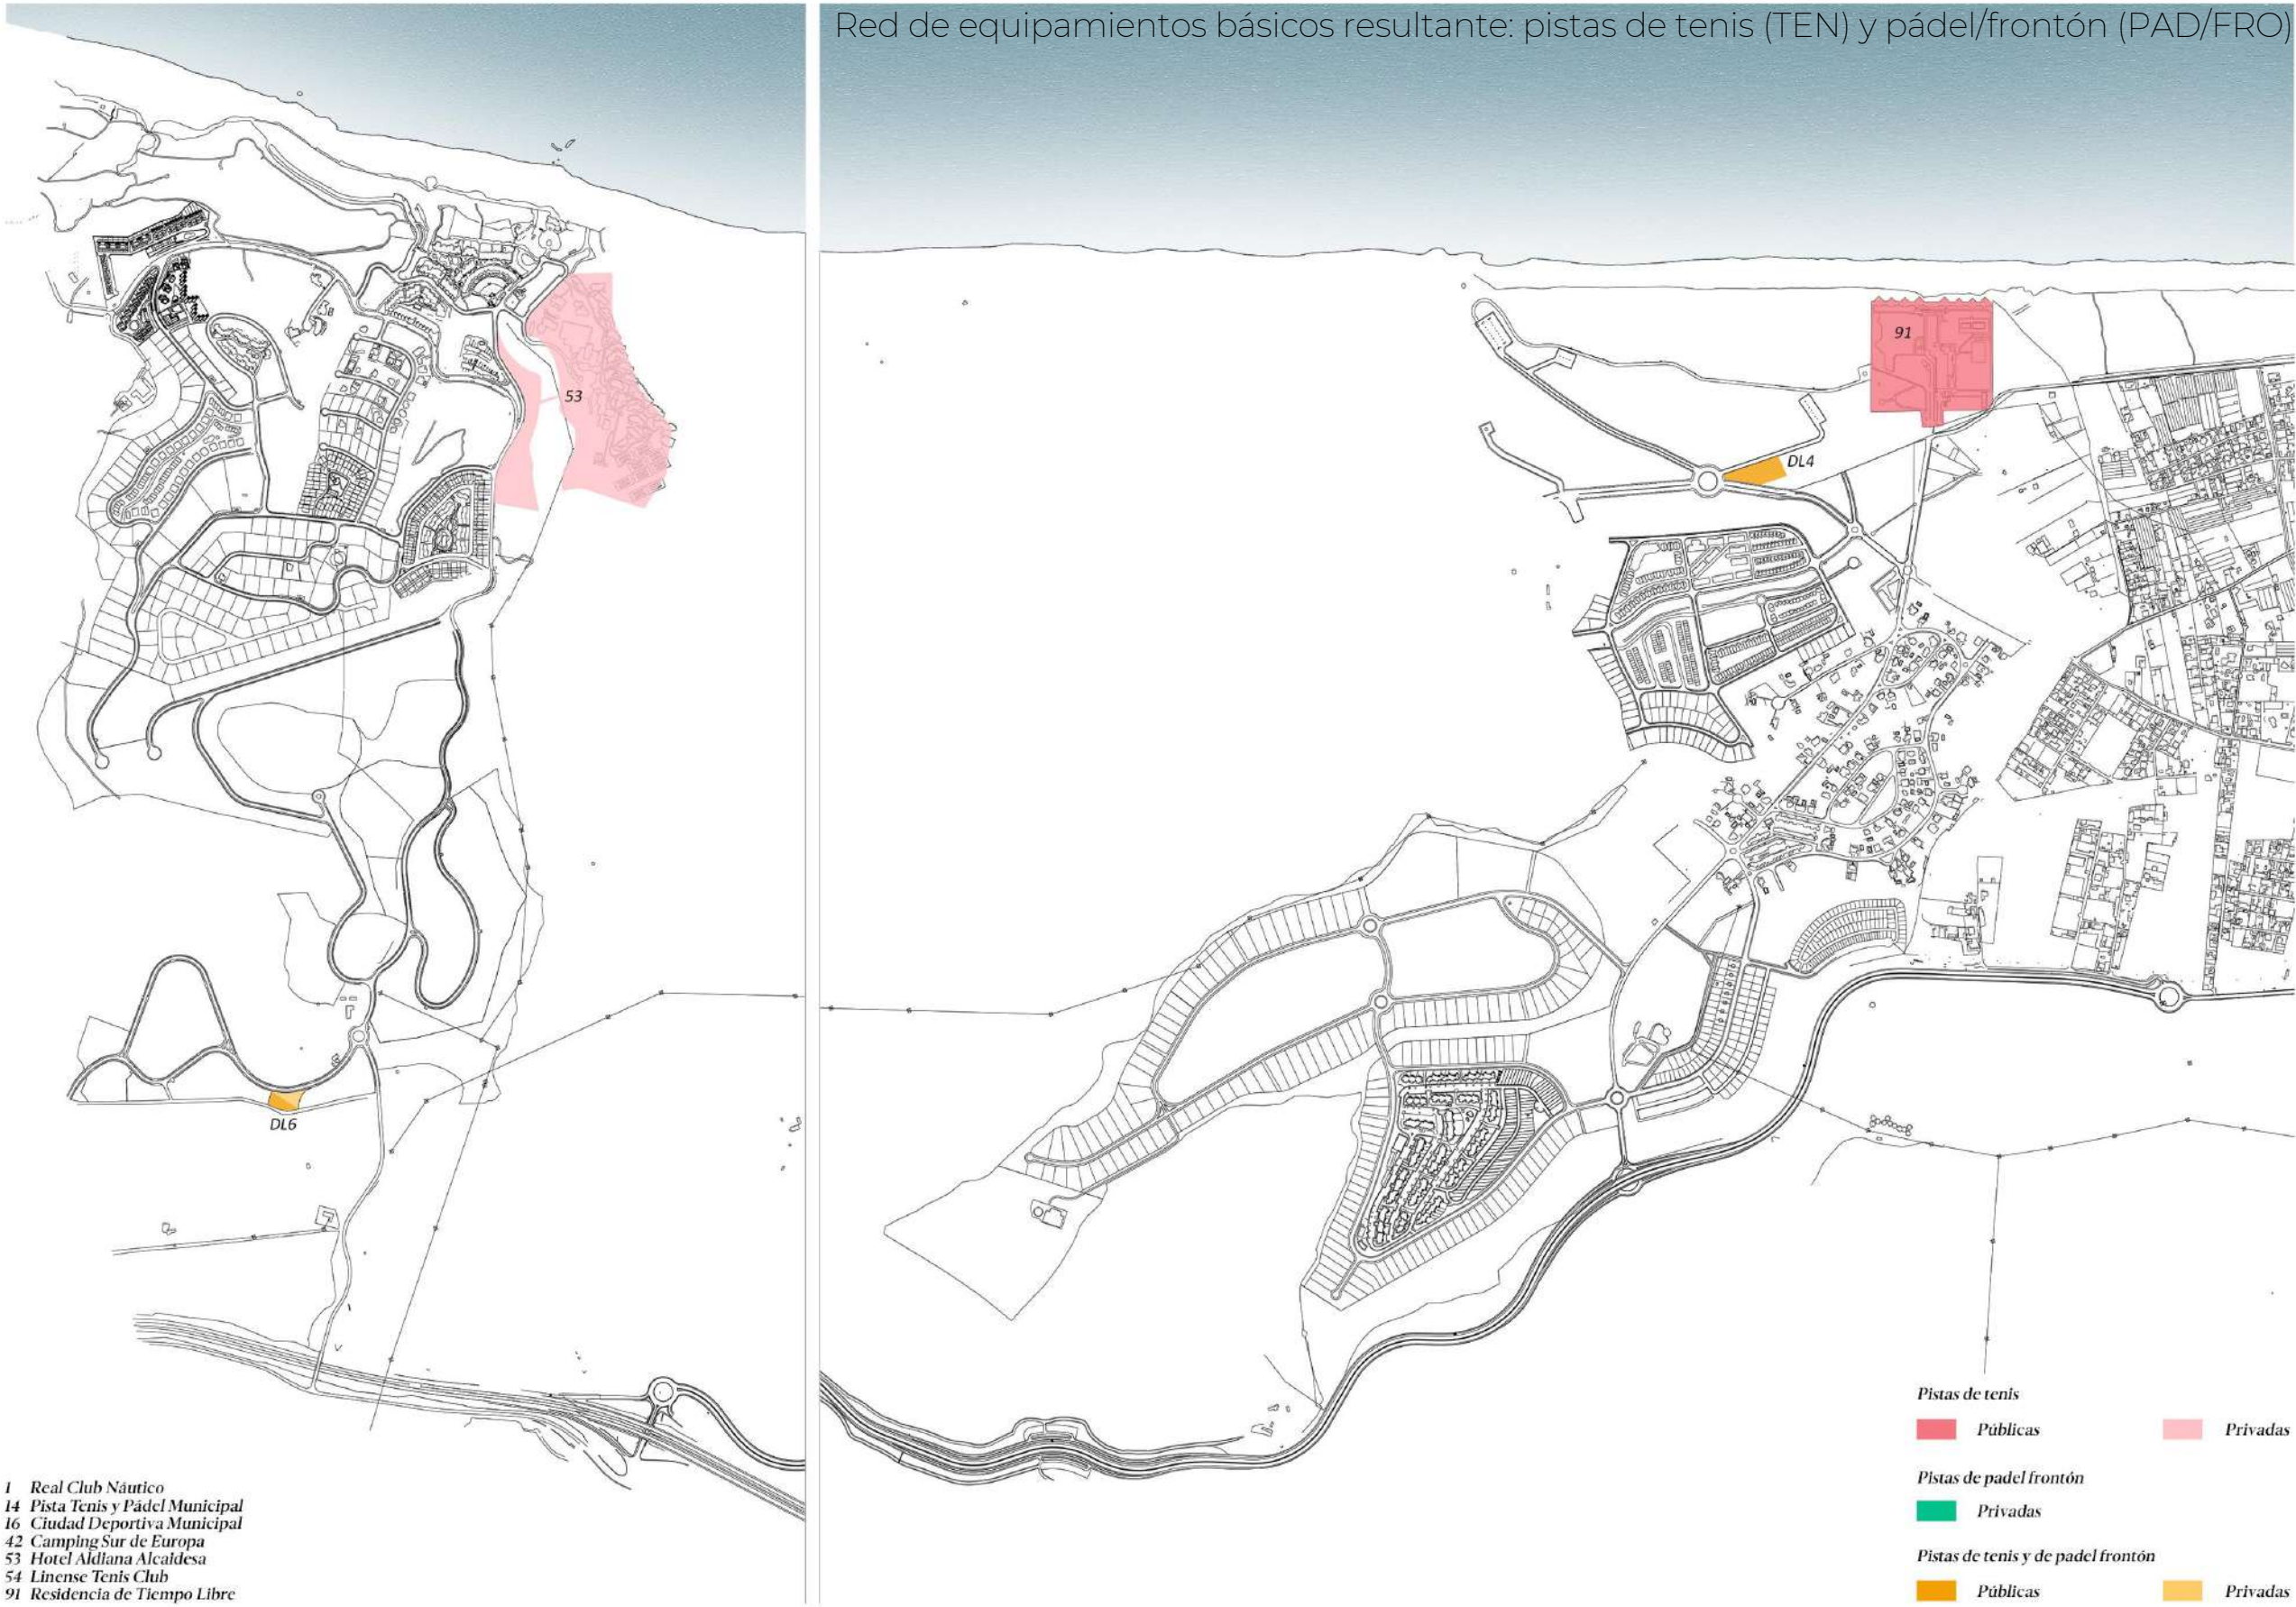 Red de equipamientos básicos resultante: pistas de tenis (TEN) y pádel/frontón (PAD/FRO)
53
DL6
91
DL4
1 Real Club Náutico
14 Pista Tenis y Pádel Municipal
16 Ciudad Deportiva Municipal
42 Camping Sur de Europa
53 Hotel Aldiana Alcaidesa
54 Linense Tenis Club
91 Residencia de Tiempo Libre
Pistas de tenis
Públicas Privadas
Pistas de padel frontón
Privadas
Pistas de tenis y de padel frontón
Públicas Privadas